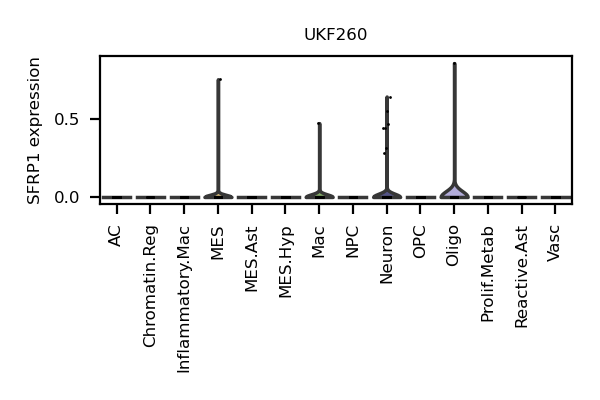 UKF260
SFRP1 expression
0.5
0.0
AC
Chromatin.Reg
Inflammatory.Mac
MES
MES.Ast
MES.Hyp
Mac
NPC
Neuron
OPC
Oligo
Prolif.Metab
Reactive.Ast
Vasc